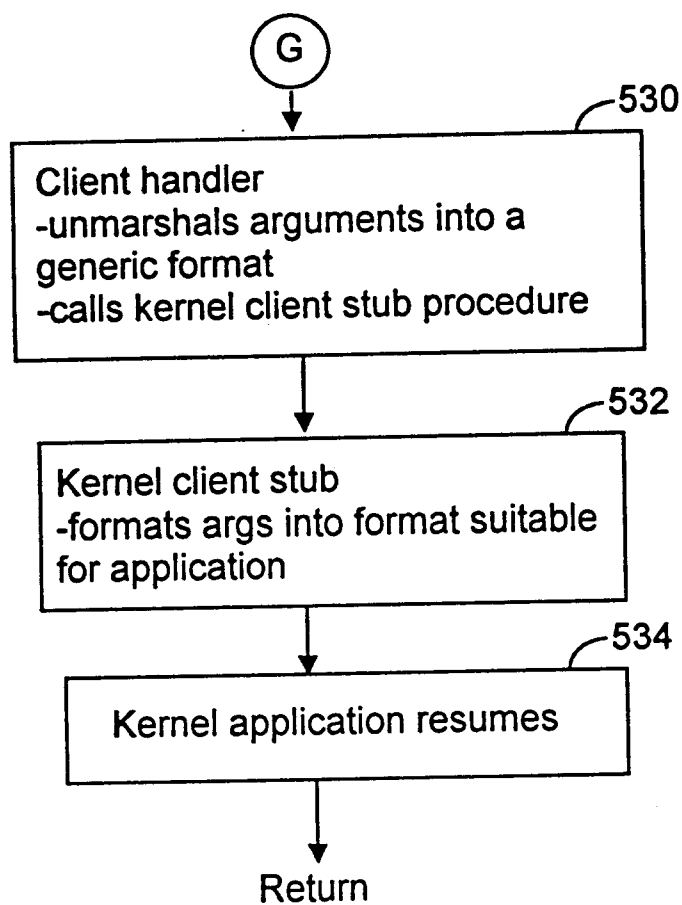 G
530
Client handler
-unmarshals arguments into a
generic format
-calls kernel client stub procedure
532
Kernel client stub
-formats args into format suitable
for application
534
Kernel application resumes
Return